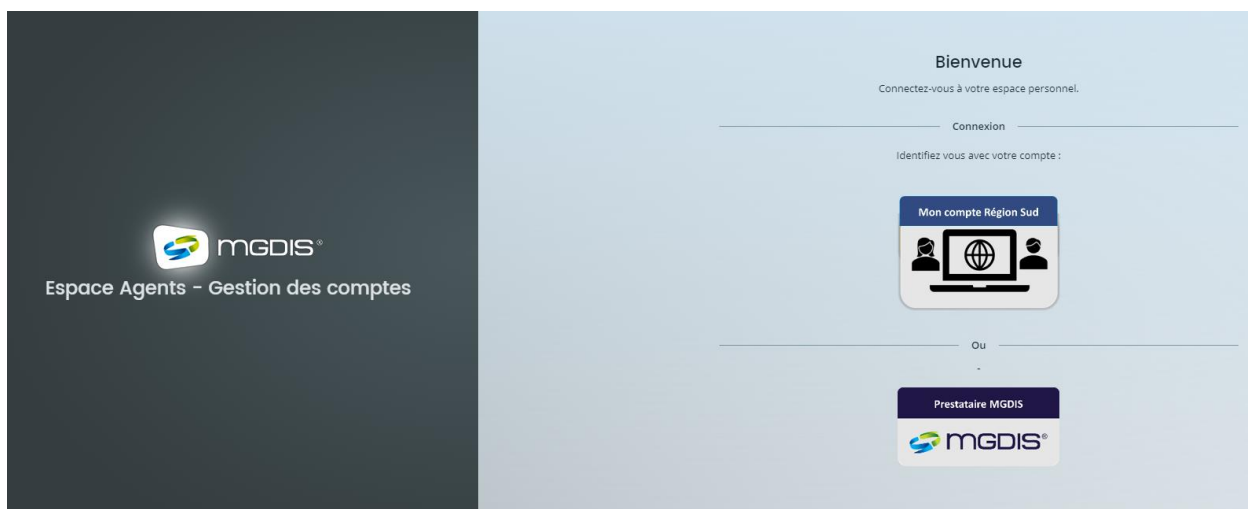 mGDIS®
Espace Agents - Gestion des comptes
Bienvenue
Connectez-vous à votre espace personnel.
Connexion
Identifiez vous avec votre compte :
Mon compte Région Sud
Ou
-
Prestataire MGDIS
mGDIS®